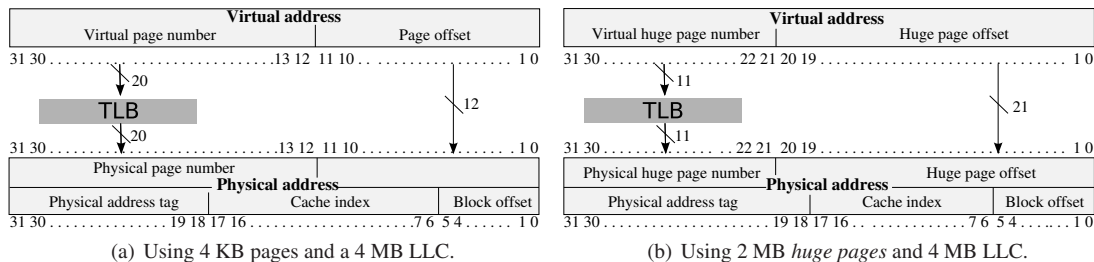 Virtual address
Virtual page number Page offset
31 30 . . . . . . . . . . . . . . . . . . . . . . . . . . . 13 12 11 10 . . . . . . . . . . . . . . . . . . . . . 1 0
20
12
TLB
20
31 30 . . . . . . . . . . . . . . . . . . . . . . . . . . . 13 12 11 10 . . . . . . . . . . . . . . . . . . . . . 1 0
Physical page number
Physical address
Physical address tag Cache index Block offset
31 30 . . . . . . . . . . . . . . 19 18 17 16 . . . . . . . . . . . . . . . . . . 7 6 5 4 . . . . . . . . 1 0
(a) Using 4 KB pages and a 4 MB LLC.
Virtual address
Virtual huge page number Huge page offset
31 30 . . . . . . . . . . . . . . . . . . 22 21 20 19 . . . . . . . . . . . . . . . . . . . . . . . . . . . . . . 1 0
11
21
TLB
11
31 30 . . . . . . . . . . . . . . . . . . 22 21 20 19 . . . . . . . . . . . . . . . . . . . . . . . . . . . . . . 1 0
Physical huge page number Huge page offset
Physical address
Physical address tag Cache index Block offset
31 30 . . . . . . . . . . . . . . . . . . . . . . 19 18 17 16 . . . . . . . . . . . . . . . . 7 6 5 4 . . . . . . . . 1 0
(b) Using 2 MB huge pages and 4 MB LLC.